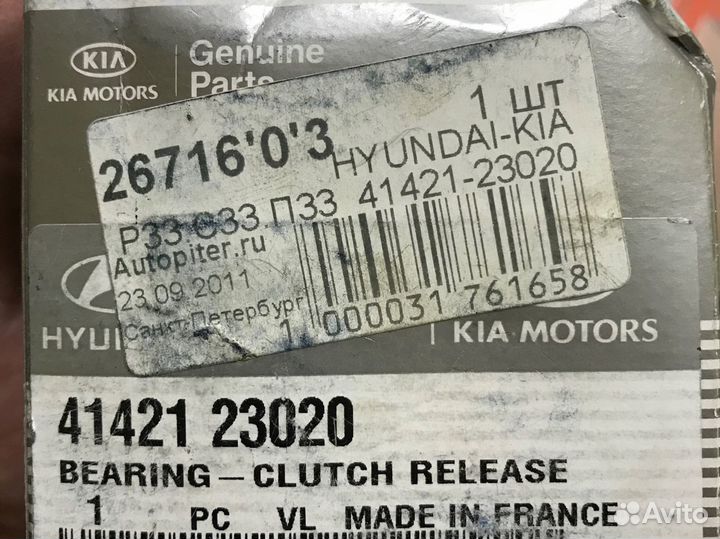 KIA
KIA MOTORS
Genuine
Parts
1 ШТ
26716'0'3
HYUNDAI-KIA
Р33 С33 П33 41421-23020
Autopiter.ru
23.09.2011
Санкт-Петербург
1 000031 761658
HYU
KIA MOTORS
41421 23020
BEARING – CLUTCH RELEASE
1 PC VL MADE IN FRANCE
Avito